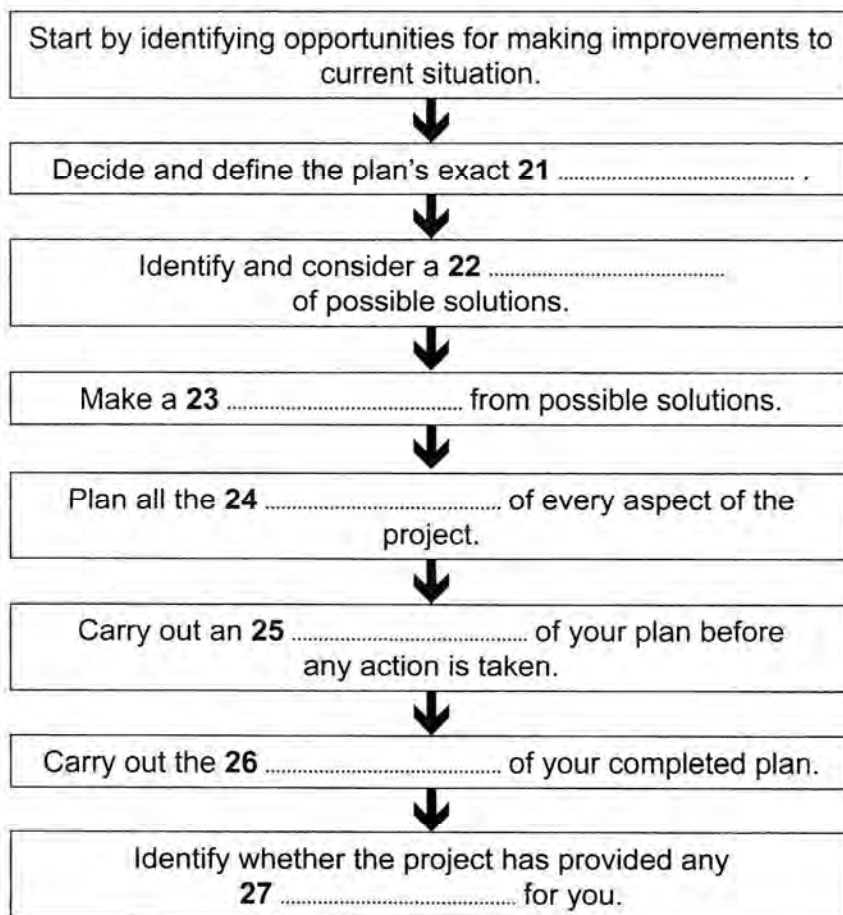 Start by identifying opportunities for making improvements to
current situation.
Decide and define the plan's exact 21 ........................................ .
Identify and consider a 22 ........................................
of possible solutions.
Make a 23 ........................................ from possible solutions.
Plan all the 24 ........................................ of every aspect of the
project.
Carry out an 25 ........................................ of your plan before
any action is taken.
Carry out the 26 ........................................ of your completed plan.
Identify whether the project has provided any
27 ........................................ for you.